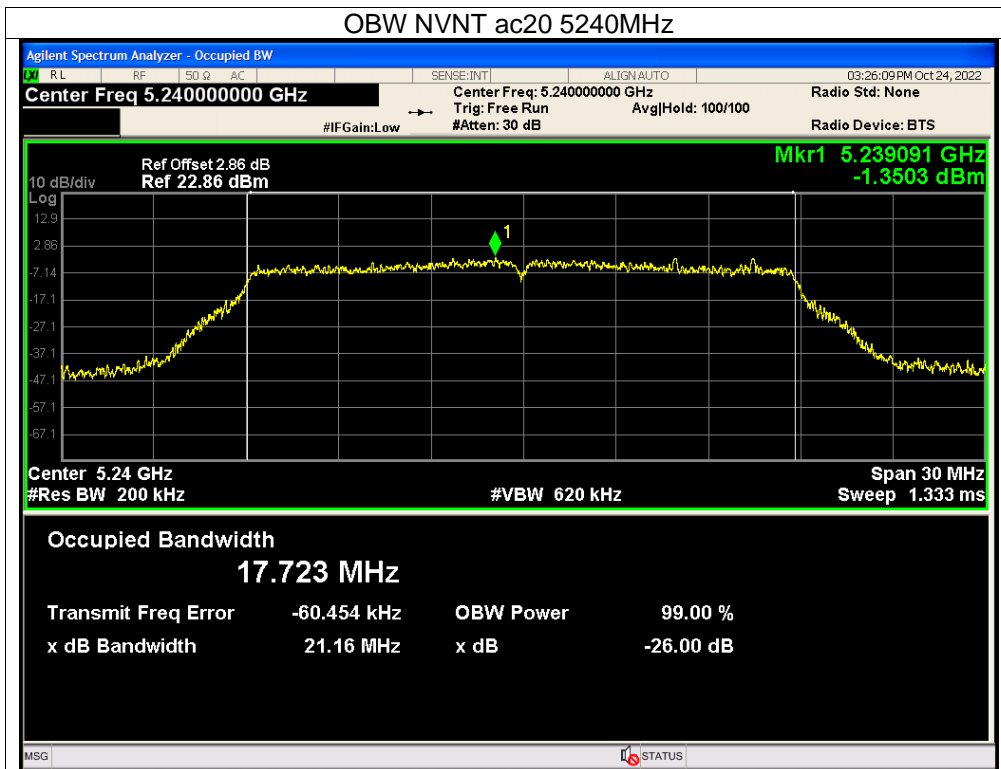 OBW NVNT ac20 5240MHz
Agilent Spectrum Analyzer - Occupied BW
LXI RL RF 50 Ω AC SENSE:INT ALIGN AUTO 03:26:09 PM Oct 24, 2022
Center Freq 5.240000000 GHz Center Freq: 5.240000000 GHz Radio Std: None
Trig: Free Run Avg|Hold: 100/100
#IFGain:Low #Atten: 30 dB Radio Device: BTS
Ref Offset 2.86 dB Mkr1 5.239091 GHz
10 dB/div Ref 22.86 dBm -1.3503 dBm
Log
12.9
2.86
1
-7.14
-17.1
-27.1
-37.1
-47.1
-57.1
-67.1
Center 5.24 GHz Span 30 MHz
#Res BW 200 kHz #VBW 620 kHz Sweep 1.333 ms
Occupied Bandwidth
17.723 MHz
Transmit Freq Error -60.454 kHz OBW Power 99.00 %
x dB Bandwidth 21.16 MHz x dB -26.00 dB
MSG STATUS